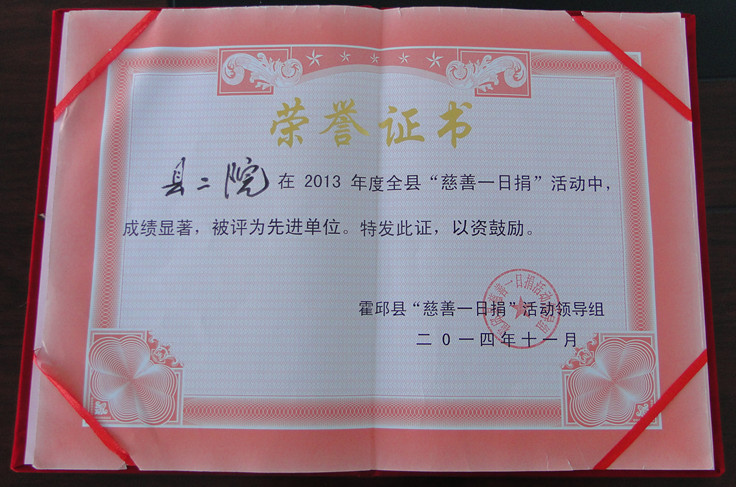 荣誉证书
县二院在 2013 年度全县“慈善一日捐”活动中，
成绩显著，被评为先进单位。特发此证，以资鼓励。
霍邱县“慈善一日捐”活动领导组
二0一四年十一月